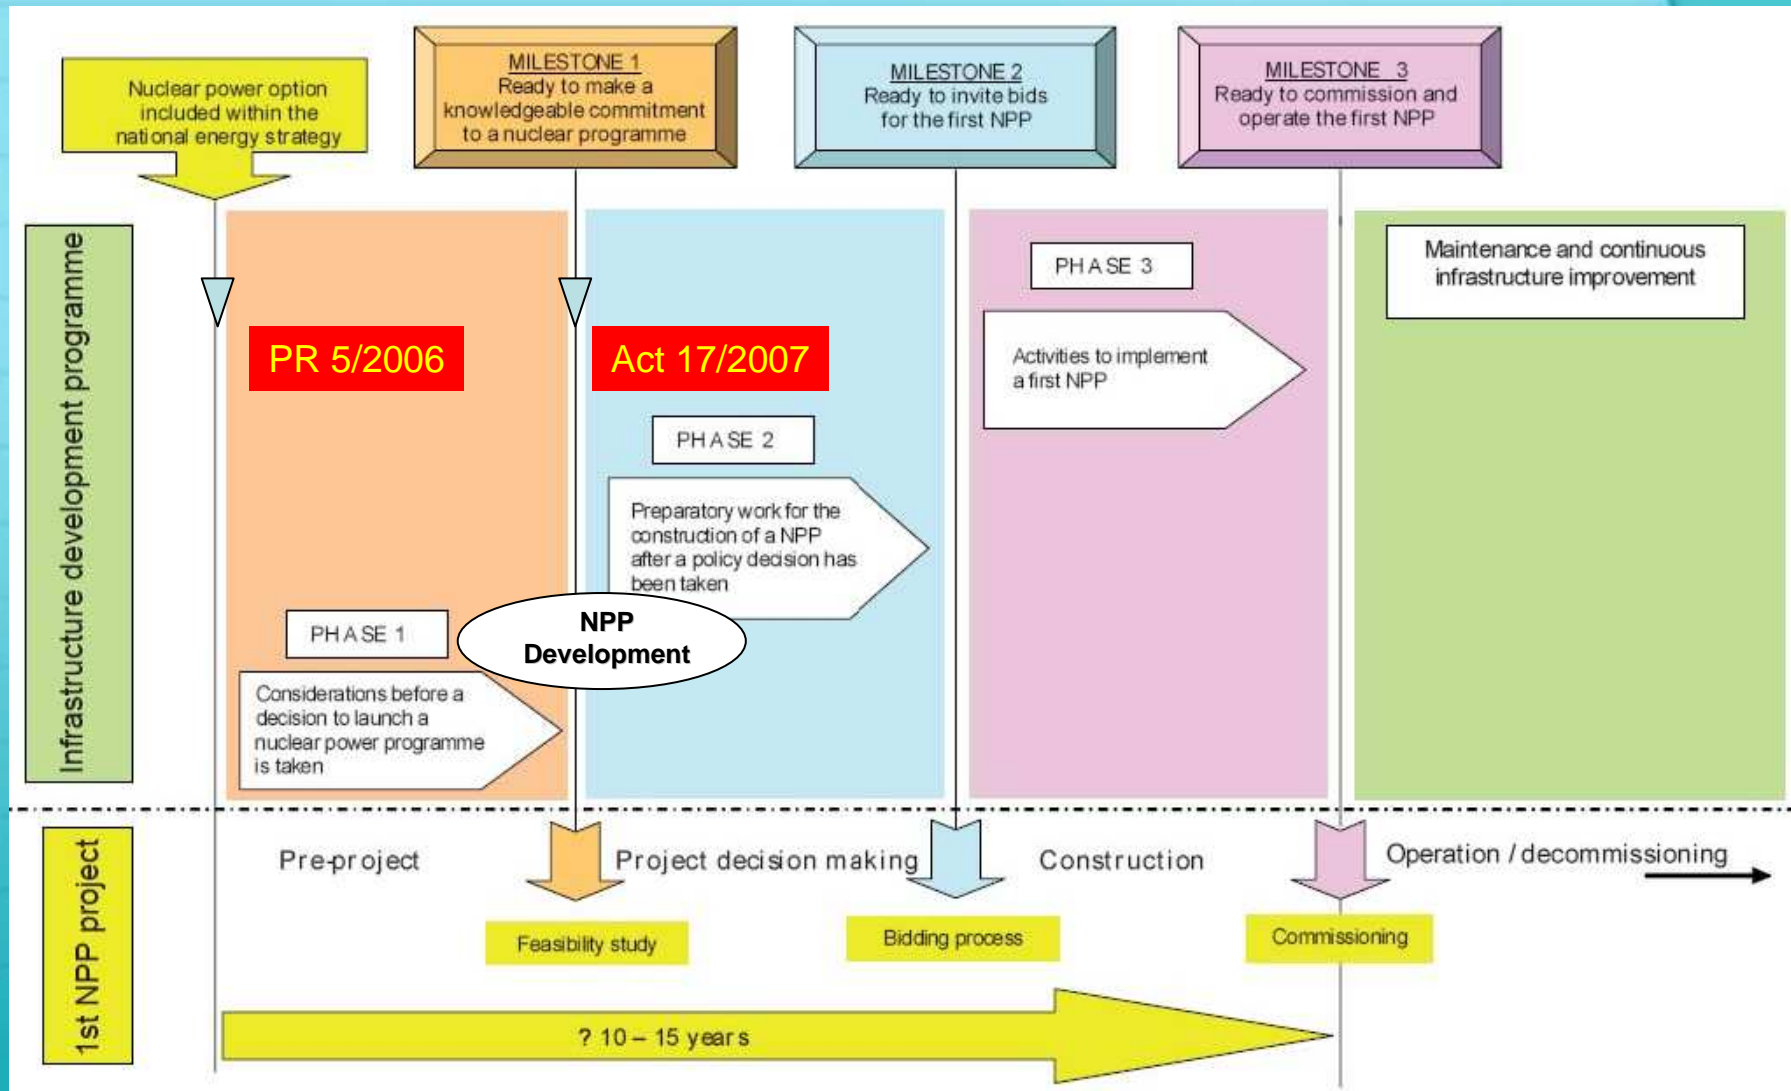 Nuclear power option
included within the
national energy strategy
MILESTONE 1
Ready to make a
knowledgeable commitment
to a nuclear programme
MILESTONE 2
Ready to invite bids
for the first NPP
MILESTONE 3
Ready to commission and
operate the first NPP
Infrastructure development programme
PR 5/2006
PHASE 1
Considerations before a
decision to launch a
nuclear power programme
is taken
Act 17/2007
PHASE 2
Preparatory work for the
construction of a NPP
after a policy decision has
been taken
NPP
Development
PHASE 3
Activities to implement
a first NPP
Maintenance and continuous
infrastructure improvement
1st NPP project
Pre-project
Project decision making
Construction
Operation / decommissioning
Feasibility study
Bidding process
Commissioning
? 10 – 15 years